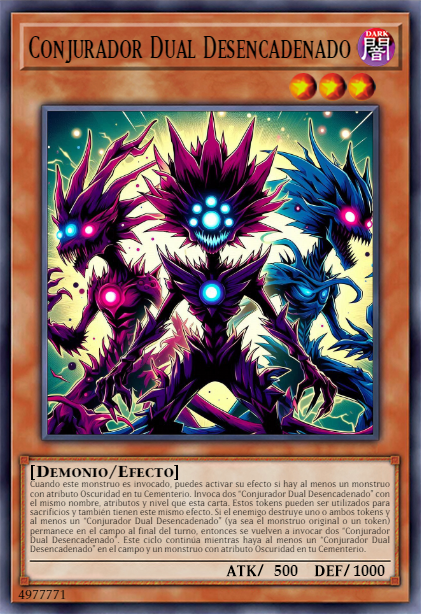 CONJURADOR DUAL DESENCADENADO
DARK
闇
[DEMONIO/EFECTO]
Cuando este monstruo es invocado, puedes activar su efecto si hay al menos un monstruo
con atributo Oscuridad en tu Cementerio. Invoca dos "Conjurador Dual Desencadenado" con
el mismo nombre, atributos y nivel que esta carta. Estos tokens pueden ser utilizados para
sacrificios y también tienen este mismo efecto. Si el enemigo destruye uno o ambos tokens y
al menos un "Conjurador Dual Desencadenado" (ya sea el monstruo original o un token)
permanece en el campo al final del turno, entonces se vuelven a invocar dos "Conjurador
Dual Desencadenado". Este ciclo continúa mientras haya al menos un "Conjurador Dual
Desencadenado" en el campo y un monstruo con atributo Oscuridad en tu Cementerio.
ATK/ 500 DEF/1000
4977771